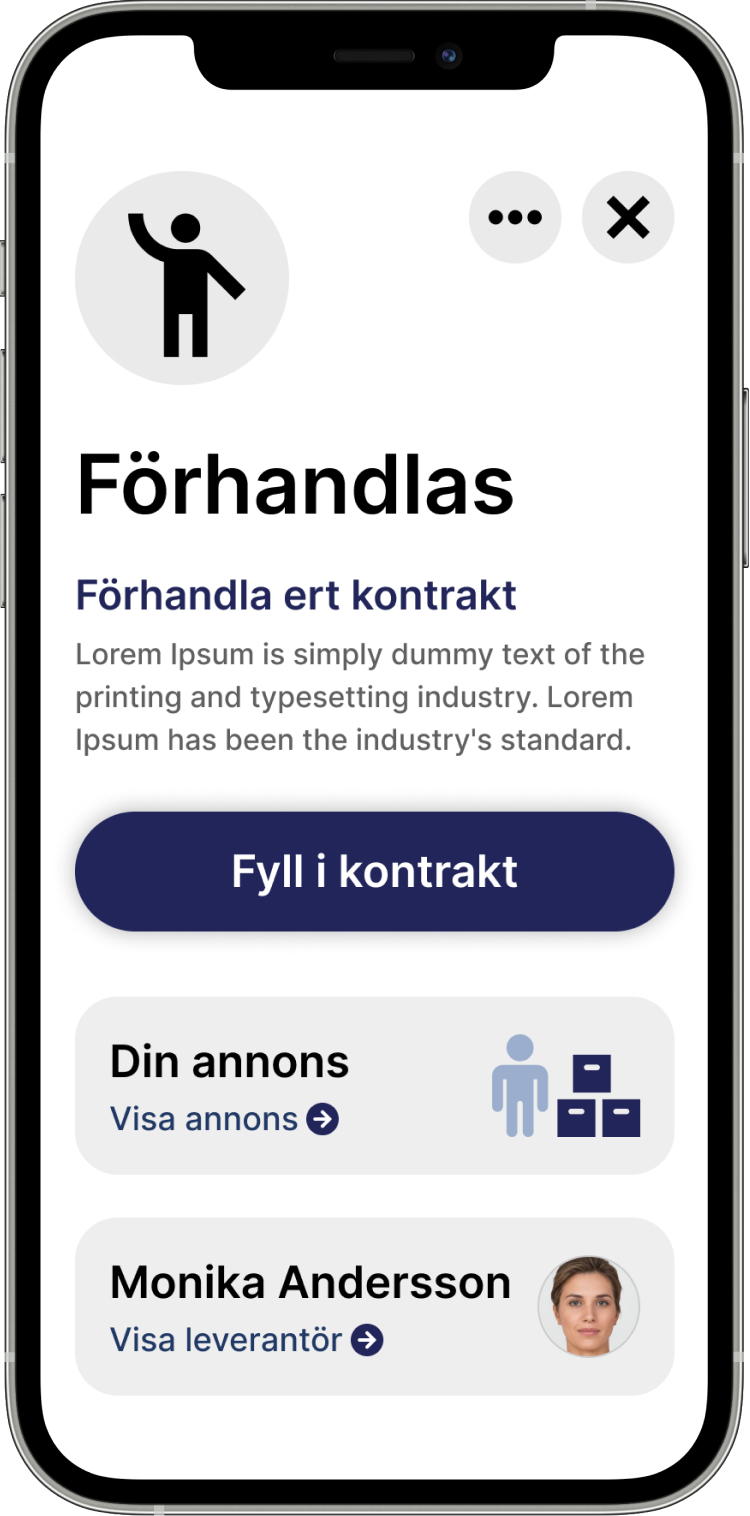 Förhandlas
Förhandla ert kontrakt
Lorem Ipsum is simply dummy text of the
printing and typesetting industry. Lorem
Ipsum has been the industry's standard.
Fyll i kontrakt
Din annons
Visa annons
Monika Andersson
Visa leverantör